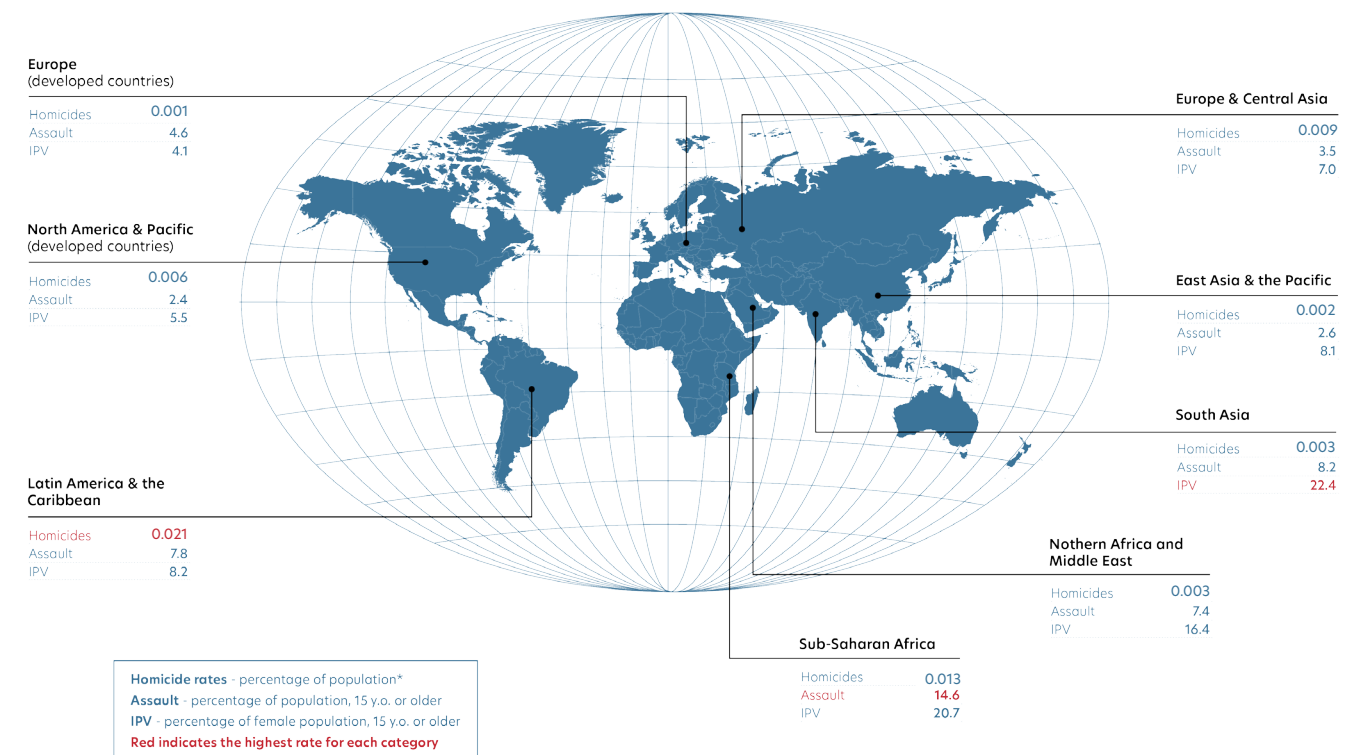 Europe
(developed countries)
Homicides 0.001
Assault 4.6
IPV 4.1
North America & Pacific
(developed countries)
Homicides 0.006
Assault 2.4
IPV 5.5
Latin America & the
Caribbean
Homicides 0.021
Assault 7.8
IPV 8.2
Europe & Central Asia
Homicides 0.009
Assault 3.5
IPV 7.0
East Asia & the Pacific
Homicides 0.002
Assault 2.6
IPV 8.1
South Asia
Homicides 0.003
Assault 8.2
IPV 22.4
Nothern Africa and
Middle East
Homicides 0.003
Assault 7.4
IPV 16.4
Sub-Saharan Africa
Homicides 0.013
Assault 14.6
IPV 20.7
Homicide rates - percentage of population*
Assault - percentage of population, 15 y.o. or older
IPV - percentage of female population, 15 y.o. or older
Red indicates the highest rate for each category